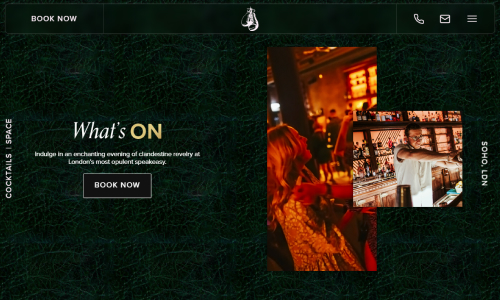 BOOK NOW
What's ON
Indulge in an enchanting evening of clandestine revelry at
London's most opulent speakeasy.
BOOK NOW
COCKTAILS | SPACE
SOHO, LDN